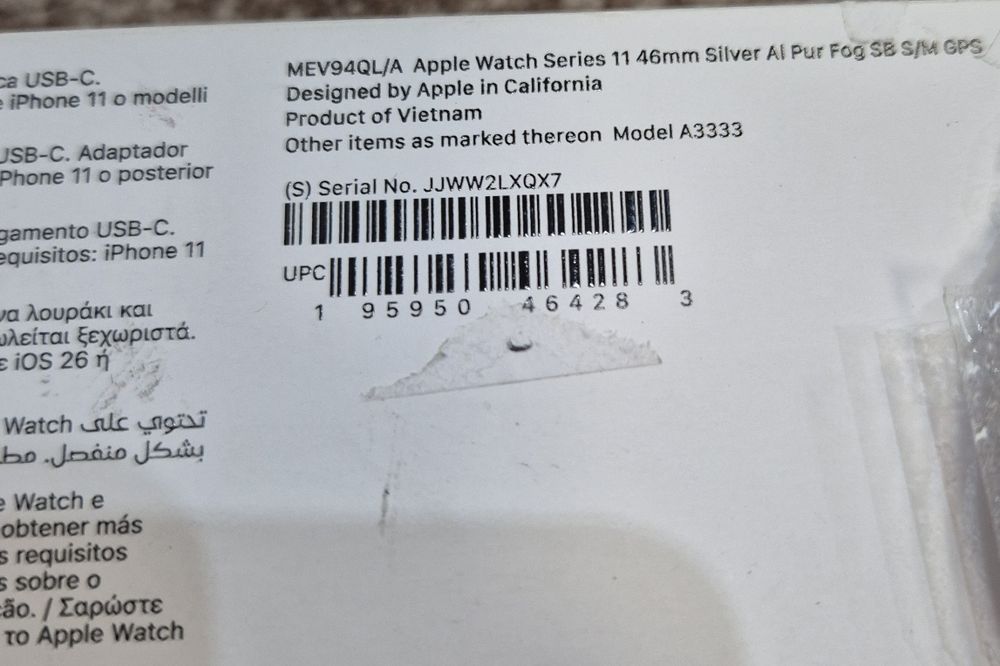 ca USB-C.
e iPhone 11 o modelli
USB-C. Adaptador
iPhone 11 o posterior
gamento USB-C.
equisitos: iPhone 11
να λουράκι και
ωλείται ξεχωριστά.
ε iOS 26 ή
Watch تحتوي على
بشكل منفصل. مط
e Watch e
obtener más
s requisitos
s sobre o
ção. / Σαρώστε
το Apple Watch
MEV94QL/A Apple Watch Series 11 46mm Silver Al Pur Fog SB S/M GPS
Designed by Apple in California
Product of Vietnam
Other items as marked thereon Model A3333
(S) Serial No. JJWW2LXQX7
UPC
1 95950 46428 3